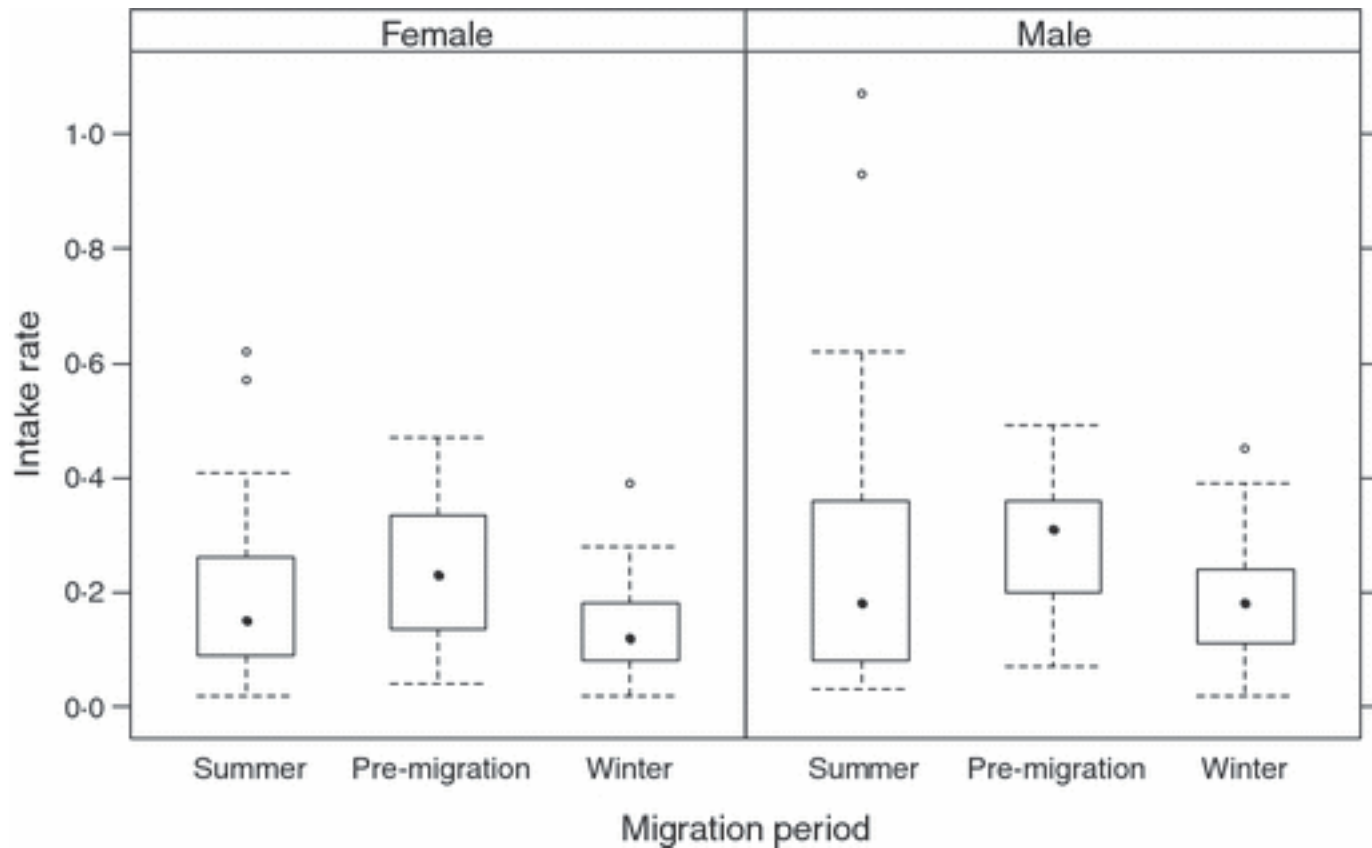 Female Male
1·0
0·8
0·6
0·4
0·2
0·0
Intake rate
Summer Pre-migration Winter Summer Pre-migration Winter
Migration period